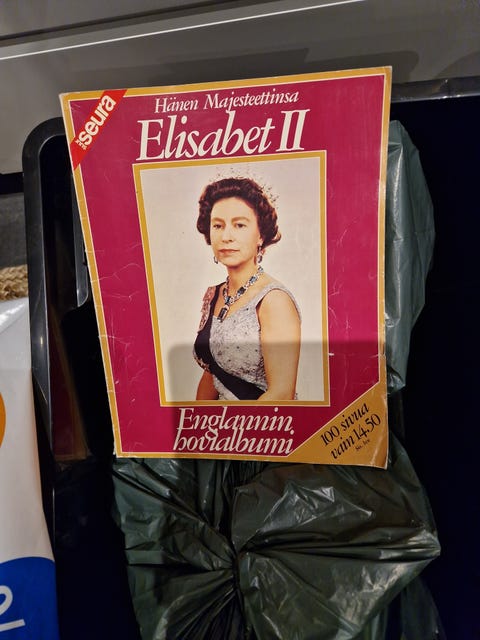 seura
Hänen Majesteettinsa
Elisabet II
Englannin
hovialbumi
100 sivua
vain 14,50